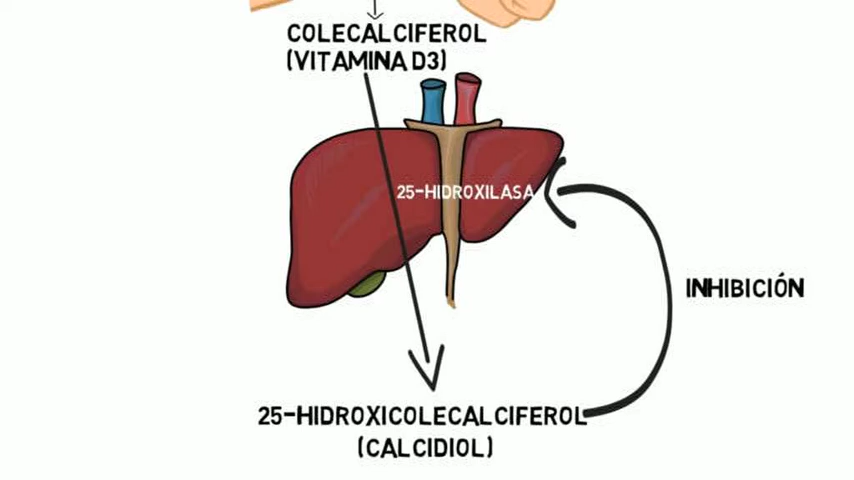 COLECALCIFEROL
(VITAMINA D3)
25-HIDROXILASA
INHIBICIÓN
25-HIDROXICOLECALCIFEROL
(CALCIDIOL)